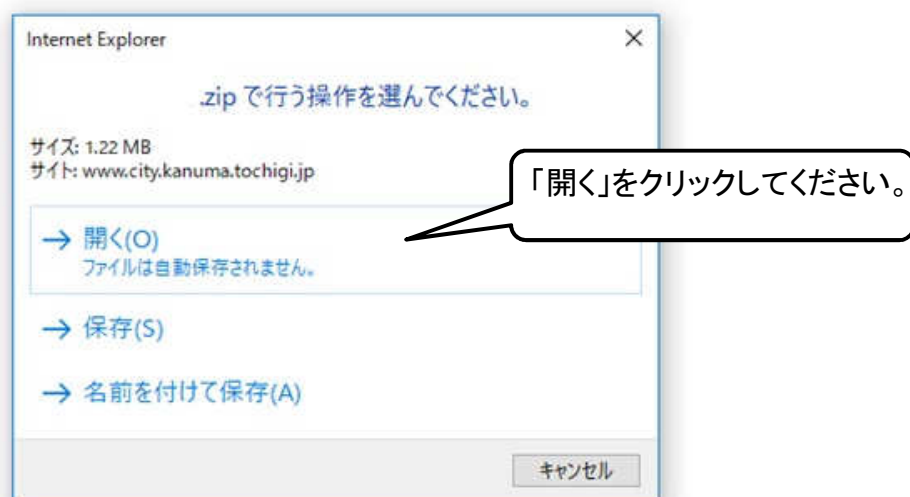 Internet Explorer
.zip で行う操作を選んでください。
サイズ: 1.22 MB
サイト: www.city.kanuma.tochigi.jp
「開く」をクリックしてください。
→ 開く(O)
ファイルは自動保存されません。
→ 保存(S)
→ 名前を付けて保存(A)
キャンセル